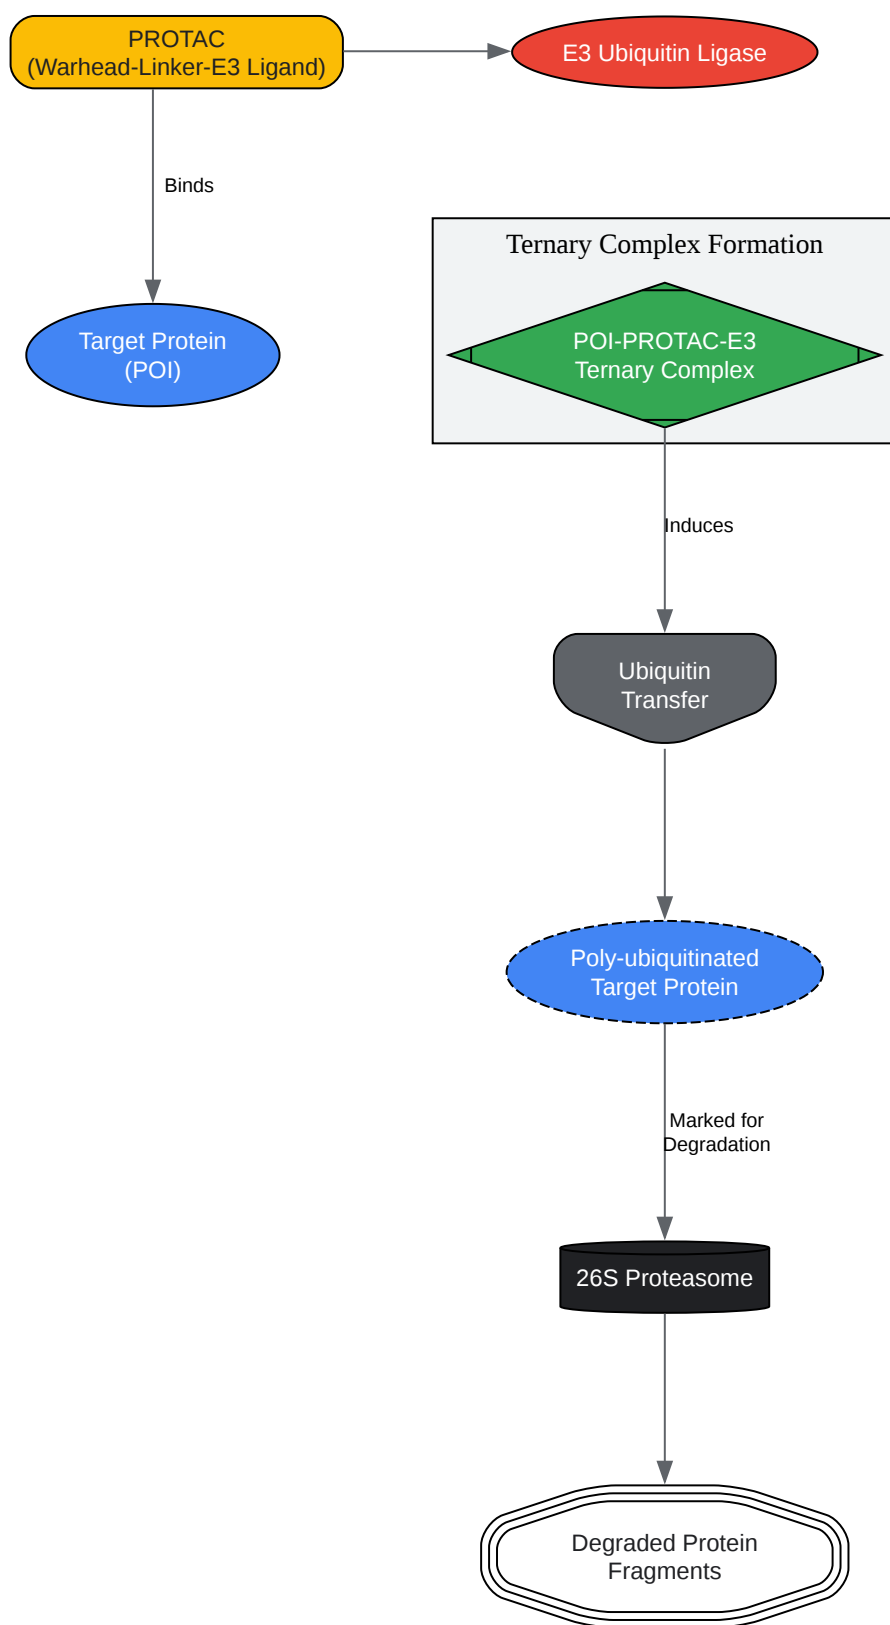 PROTAC
(Warhead-Linker-E3 Ligand)
E3 Ubiquitin Ligase
Binds
Ternary Complex Formation
Target Protein
(POI)
POI-PROTAC-E3
Ternary Complex
Induces
Ubiquitin
Transfer
Poly-ubiquitinated
Target Protein
Marked for
Degradation
26S Proteasome
Degraded Protein
Fragments